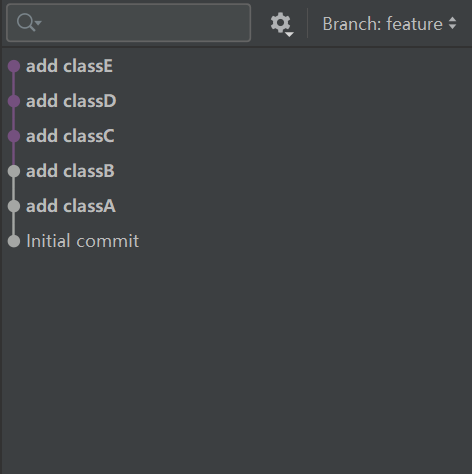 Branch: feature
add classE
add classD
add classC
add classB
add classA
Initial commit